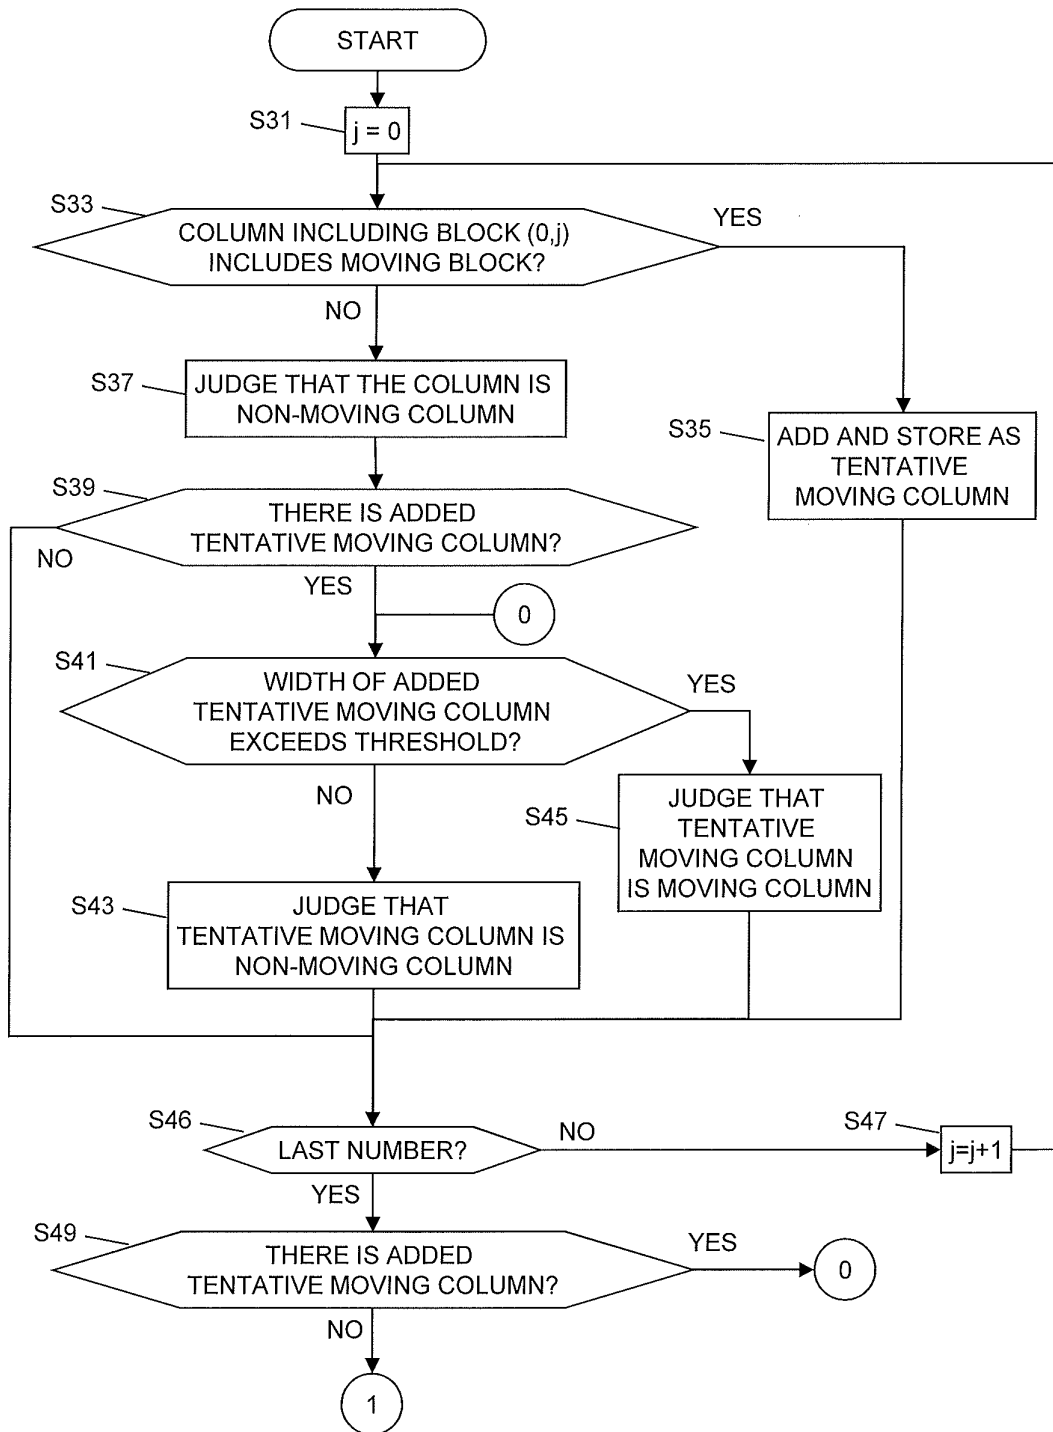 START
S31
j = 0
S33
COLUMN INCLUDING BLOCK (0,j)
INCLUDES MOVING BLOCK?
YES
NO
S37
JUDGE THAT THE COLUMN IS
NON-MOVING COLUMN
S35
ADD AND STORE AS
TENTATIVE
MOVING COLUMN
S39
THERE IS ADDED
TENTATIVE MOVING COLUMN?
NO
YES
0
S41
WIDTH OF ADDED
TENTATIVE MOVING COLUMN
EXCEEDS THRESHOLD?
YES
NO
S45
JUDGE THAT
TENTATIVE
MOVING COLUMN
IS MOVING COLUMN
S43
JUDGE THAT
TENTATIVE MOVING COLUMN IS
NON-MOVING COLUMN
S46
LAST NUMBER?
NO
S47
j=j+1
YES
S49
THERE IS ADDED
TENTATIVE MOVING COLUMN?
YES
0
NO
1